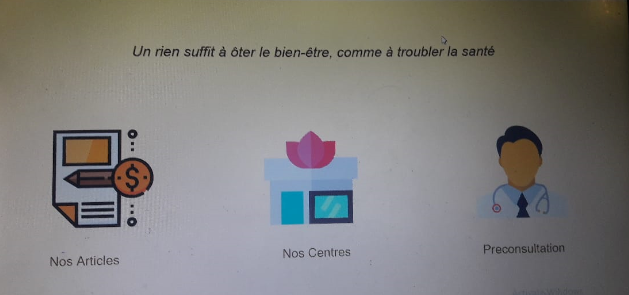 Un rien suffit à ôter le bien-être, comme à troubler la santé
$
Nos Articles
Nos Centres
Preconsultation